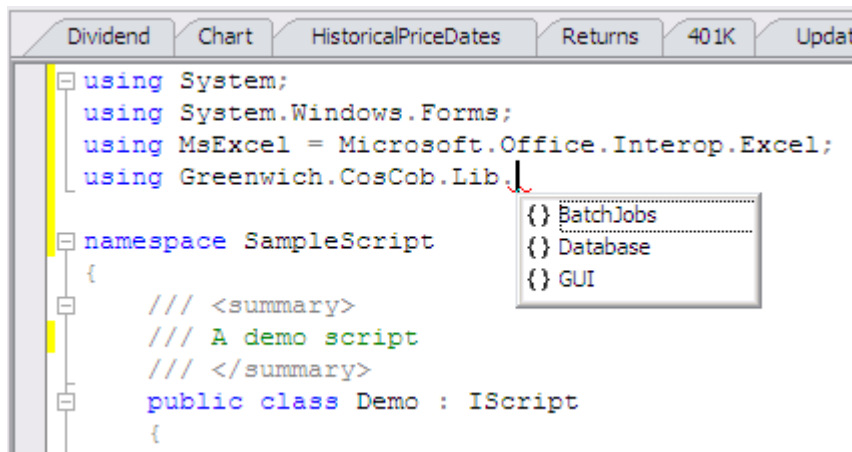 Dividend Chart HistoricalPriceDates Returns 401K Updat
using System;
using System.Windows.Forms;
using MsExcel = Microsoft.Office.Interop.Excel;
using Greenwich.CosCob.Lib.
{} BatchJobs
{} Database
{} GUI
namespace SampleScript
{
/// <summary>
/// A demo script
/// </summary>
public class Demo : IScript
{